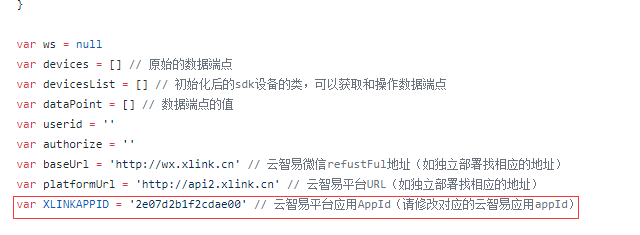 }
var ws = null
var devices = [] // 原始的数据端点
var devicesList = [] // 初始化后的sdk设备的类，可以获取和操作数据端点
var dataPoint = [] // 数据端点的值
var userid = ''
var authorize = ''
var baseUrl = 'http://wx.xlink.cn' // 云智易微信refustFul地址（如独立部署找相应的地址）
var platformUrl = 'http://api2.xlink.cn' // 云智易平台URL（如独立部署找相应的地址）
var XLINKAPPID = '2e07d2b1f2cdae00' // 云智易平台应用AppId（请修改对应的云智易应用appId）